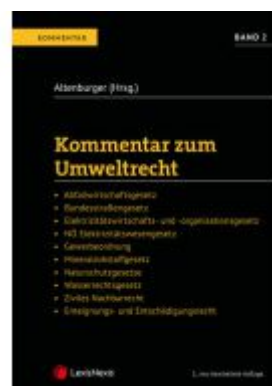 KOMMENTAR
BAND 2
Altenburger (Hrsg.)
Kommentar zum
Umweltrecht
• Abfallwirtschaftsgesetz
• Bundesstraßengesetz
• Elektrizitätswirtschafts- und -organisationsgesetz
• NÖ Elektrizitätswesengesetz
• Gewerbeordnung
• Mineralrohstoffgesetz
• Naturschutzgesetze
• Wasserrechtsgesetz
• Ziviles Nachbarrecht
• Enteignungs- und Entschädigungsrecht
LexisNexis
Auflage